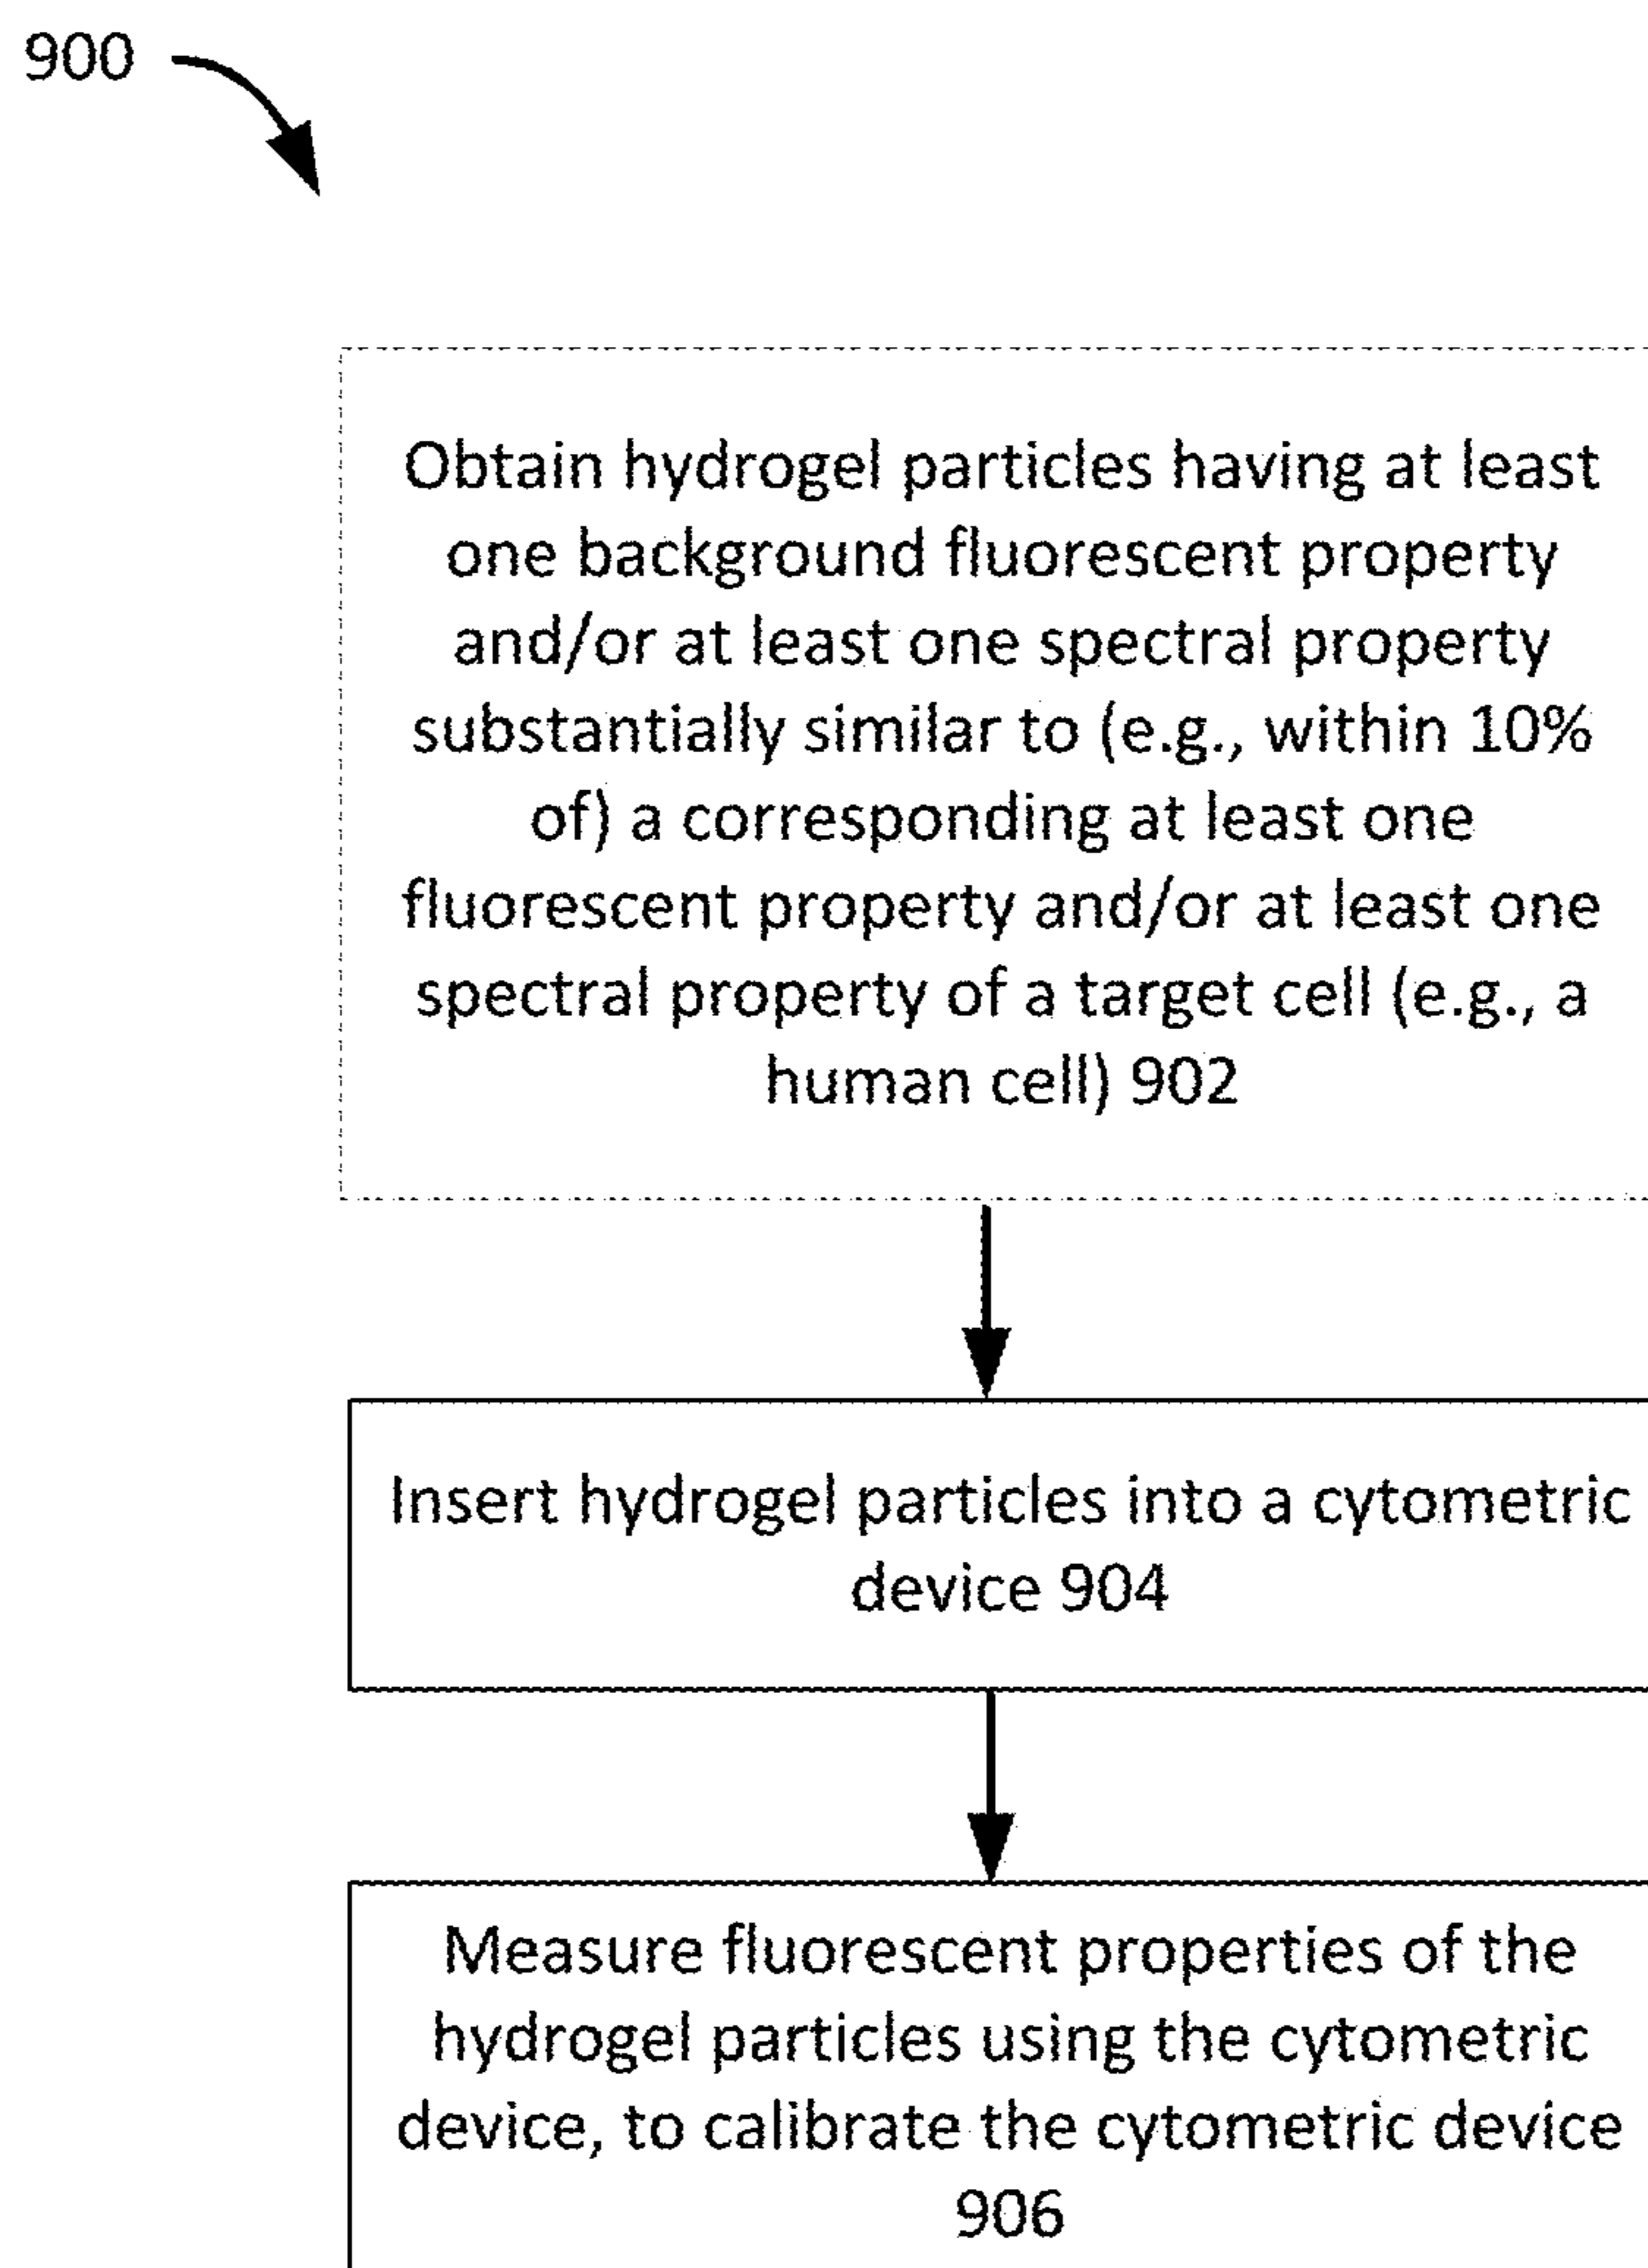 900
Obtain hydrogel particles having at least
one background fluorescent property
and/or at least one spectral property
substantially similar to (e.g., within 10%
of) a corresponding at least one
fluorescent property and/or at least one
spectral property of a target cell (e.g., a
human cell) 902
Insert hydrogel particles into a cytometric
device 904
Measure fluorescent properties of the
hydrogel particles using the cytometric
device, to calibrate the cytometric device
906